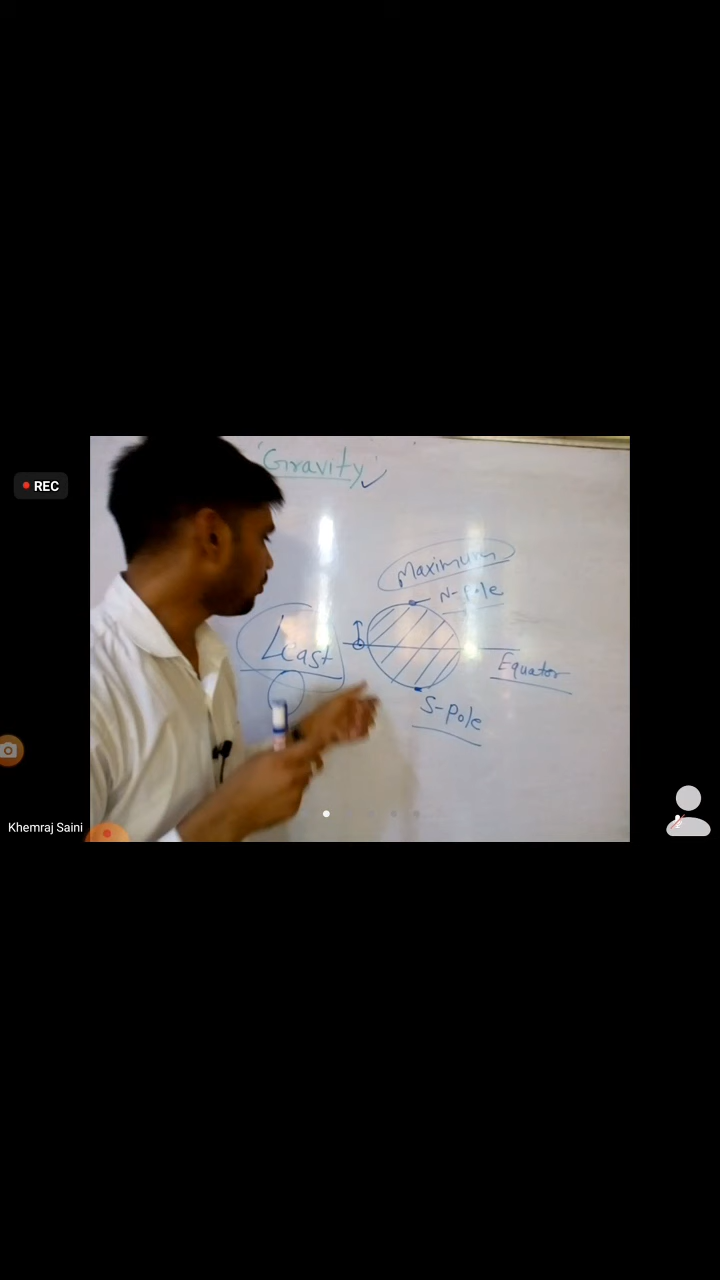 'Gravity'
REC
Maximum
N-Pole
Least
Equator
S-Pole
Khemraj Saini